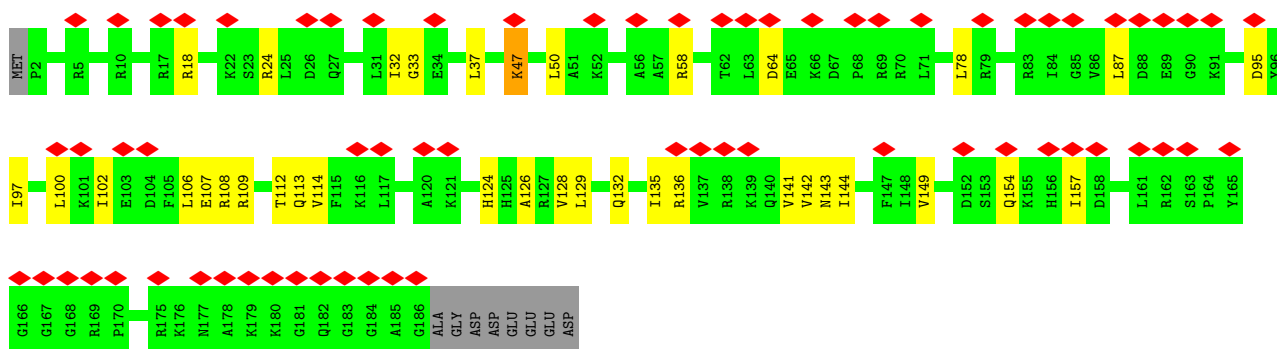 MET P2 R5 R10 R17 R18 K22 S23 R24 L25 D26 Q27 L31 I32 G33 E34 L37 K47 L50 A51 K52 A56 A57 R58 T62 L63 D64 E65 K66 D67 P68 R69 R70 L71 L78 R79 R83 I84 G85 V86 L87 D88 E89 G90 K91 D95 Y96
I97 L100 K101 I102 E103 D104 F105 L106 E107 R108 R109 T112 Q113 V114 F115 K116 L117 A120 K121 H124 H125 A126 R127 V128 L129 Q132 I135 R136 V137 R138 K139 Q140 V141 V142 N143 I144 F147 I148 V149 D152 S153 Q154 K155 H156 I157 D158 L161 R162 S163 P164 Y165
G166 G167 G168 R169 P170 R175 K176 N177 A178 K179 K180 G181 Q182 G183 G184 A185 G186 ALA GLY ASP ASP GLU GLU GLU ASP